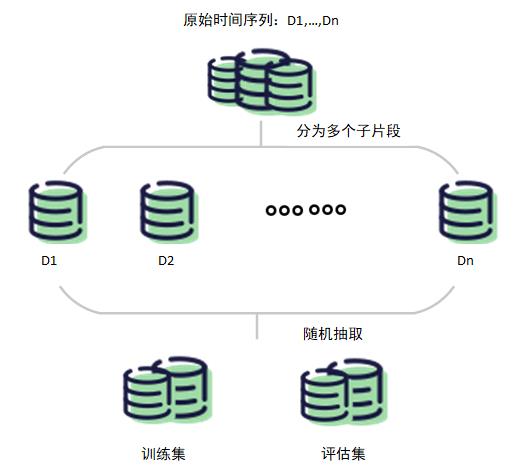 原始时间序列：D1,…,Dn
分为多个子片段
D1
D2
Dn
随机抽取
训练集
评估集